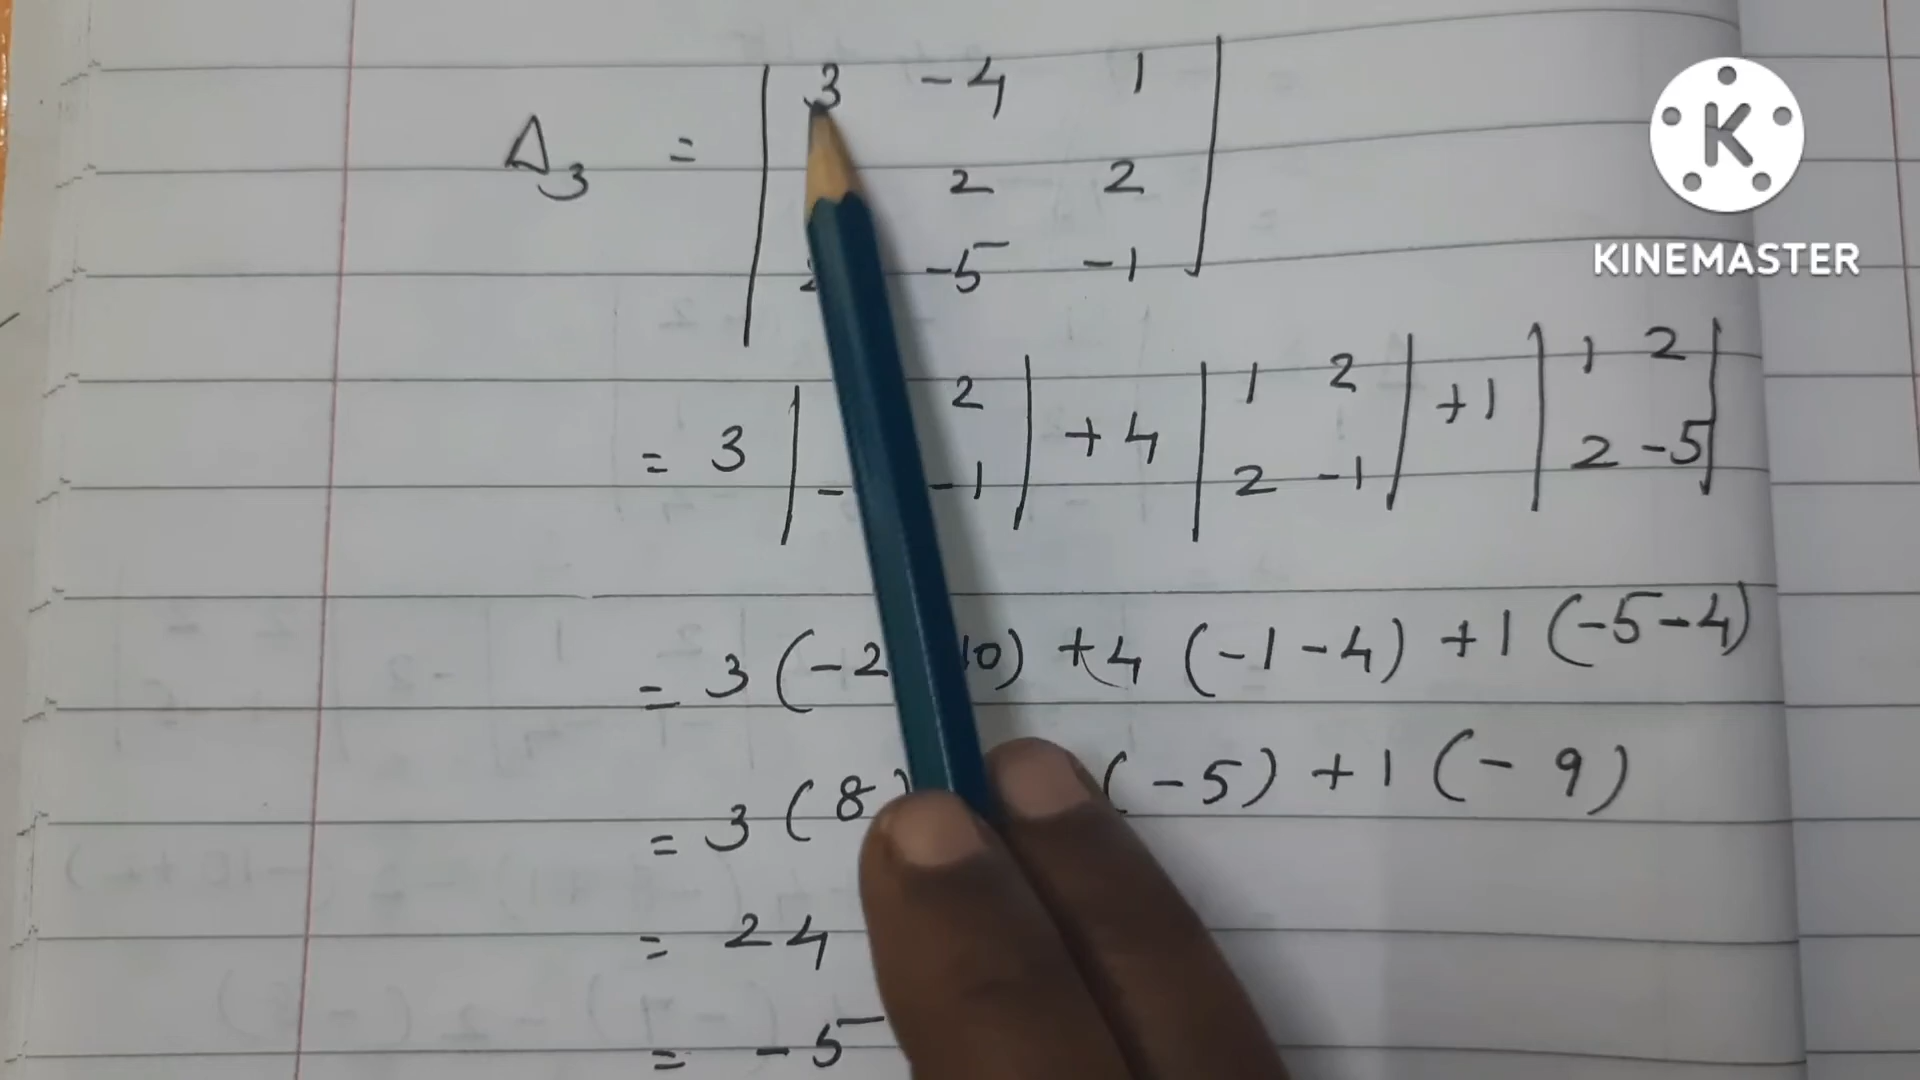 3 -4 1
Δ₃ =
2 2
-5 -1
= 3 | 2 | + 4 | 1 2 | + 1 | 1 2 |
- -1 2 -1 2 -5
= 3 (-2 10) + 4 (-1 - 4) + 1 (-5 - 4)
= 3 (8) (-5) + 1 (- 9)
= 24
= -5
K
KINEMASTER